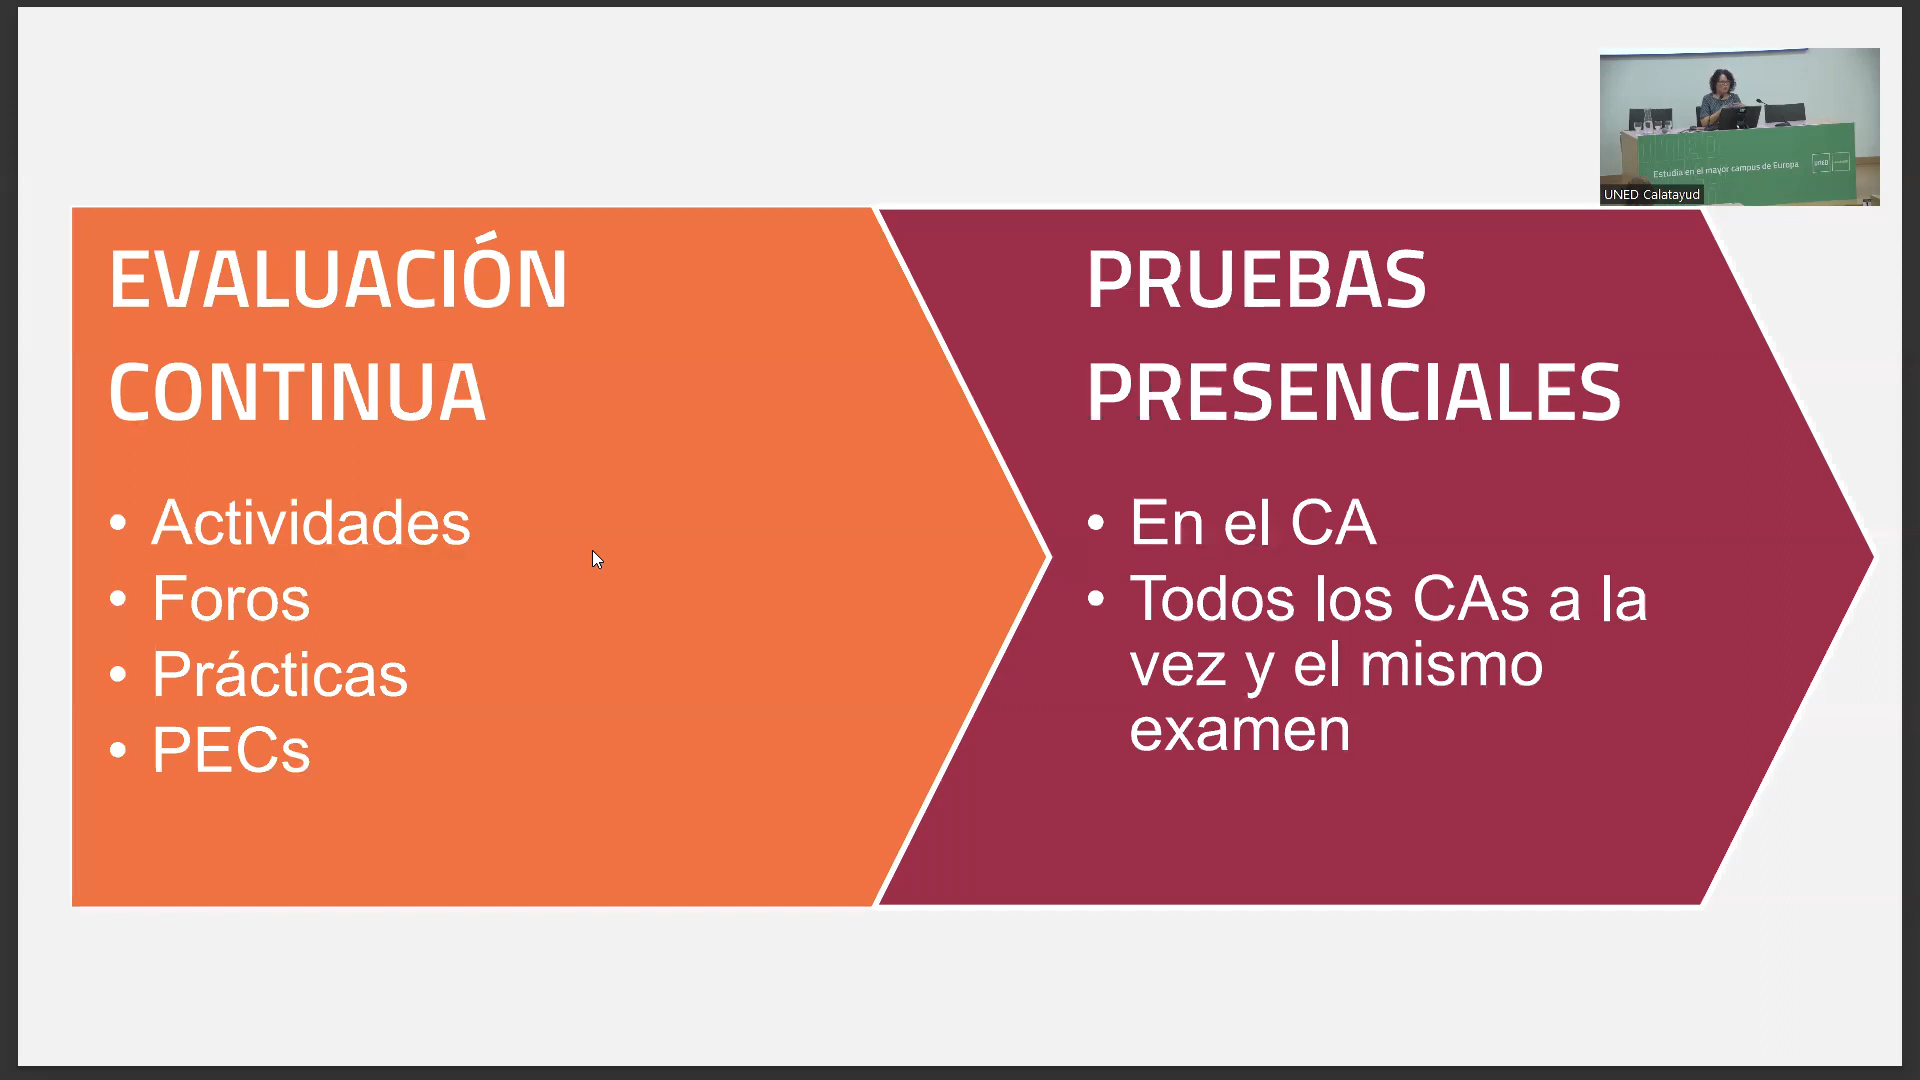 EVALUACIÓN
CONTINUA
• Actividades
• Foros
• Prácticas
• PECs
PRUEBAS
PRESENCIALES
• En el CA
• Todos los CAs a la
vez y el mismo
examen
Estudia en el mayor campus de Europa
UNED
UNED Calatayud